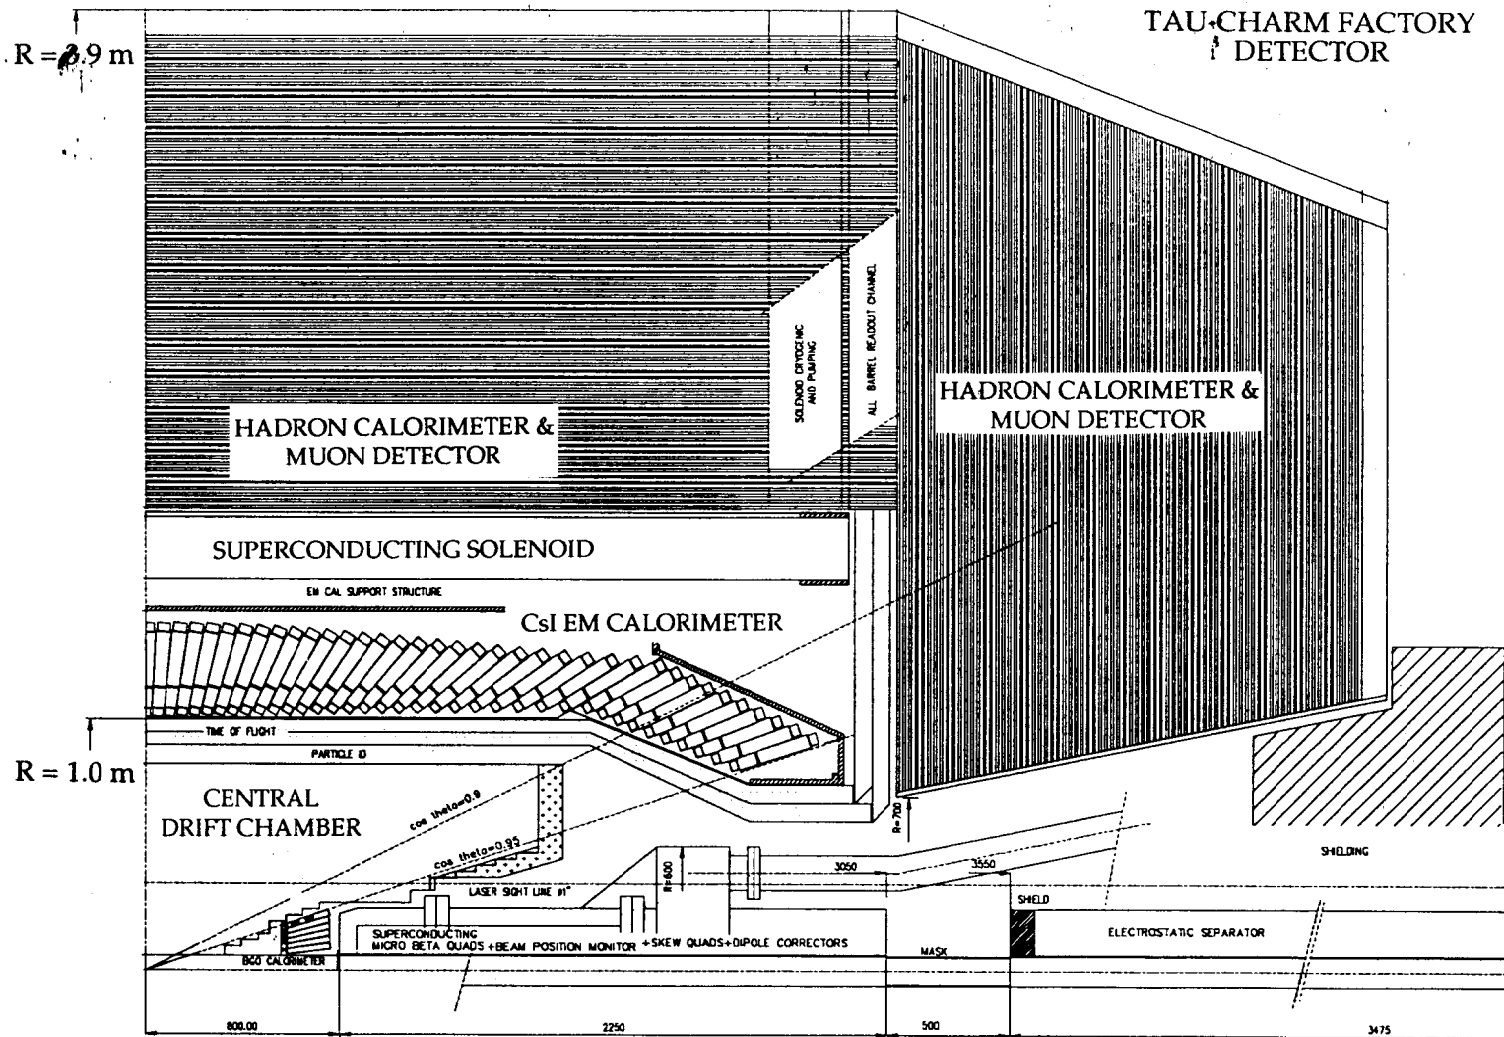 TAU-CHARM FACTORY
DETECTOR
R = 3.9 m
SOLENOID CRYOGENIC
AND PUMPING
ALL BARREL READOUT CHANNEL
HADRON CALORIMETER &
MUON DETECTOR
HADRON CALORIMETER &
MUON DETECTOR
SUPERCONDUCTING SOLENOID
EM CAL SUPPORT STRUCTURE
CsI EM CALORIMETER
TIME OF FLIGHT
PARTICLE ID
R = 1.0 m
CENTRAL
DRIFT CHAMBER
cos theta=0.9
cos theta=0.95
R=700
R=600
3050
3550
SHIELDING
LASER SIGHT LINE
SHIELD
SUPERCONDUCTING
MICRO BETA QUADS +BEAM POSITION MONITOR +SKEW QUADS+DIPOLE CORRECTORS
ELECTROSTATIC SEPARATOR
BGO CALORIMETER
MASK
800.00
2250
500
3475